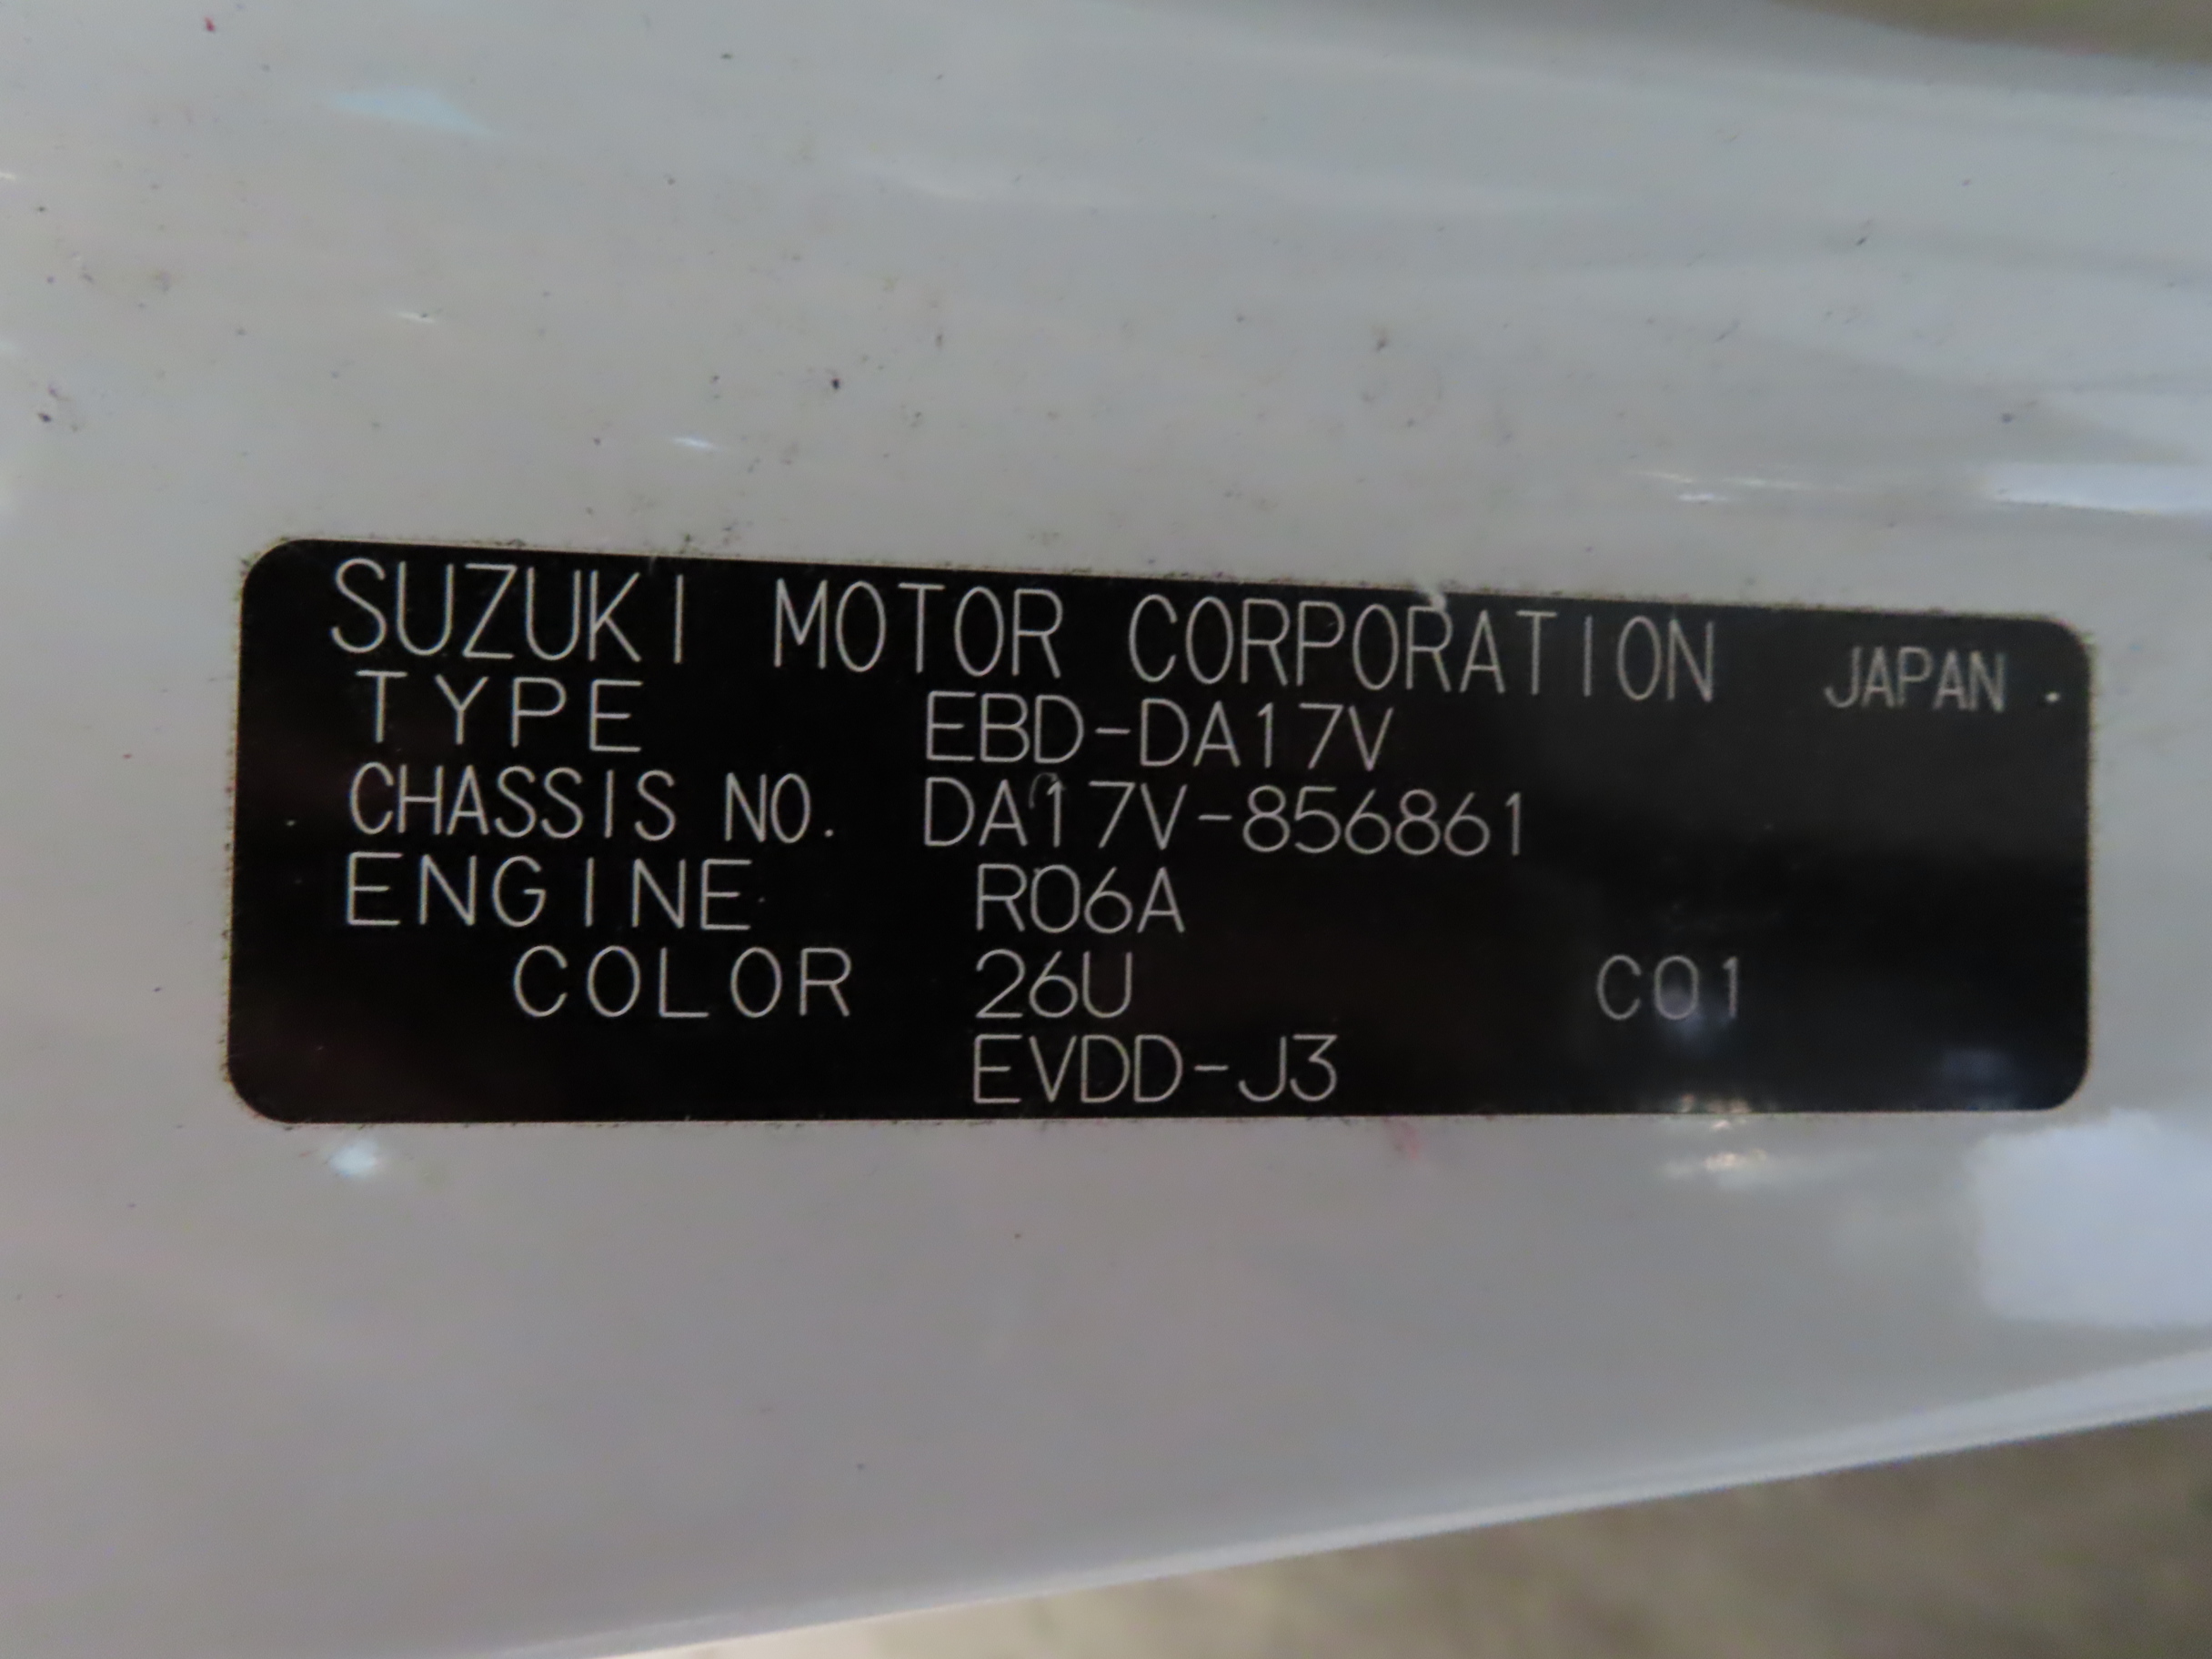 SUZUKI MOTOR CORPORATION JAPAN
TYPE EBD-DA17V
CHASSIS NO. DA17V-856861
ENGINE R06A
COLOR 26U C01
EVDD-J3